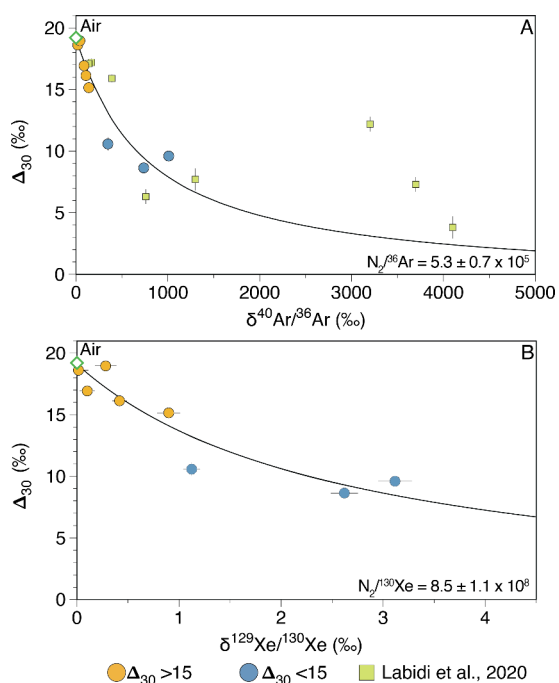 A
Air
20
15
10
5
0
Δ30 (‰)
N2/36Ar = 5.3 ± 0.7 x 10^5
0 1000 2000 3000 4000 5000
δ40Ar/36Ar (‰)
B
Air
20
15
10
5
0
Δ30 (‰)
N2/130Xe = 8.5 ± 1.1 x 10^8
0 1 2 3 4
δ129Xe/130Xe (‰)
Δ30 >15 Δ30 <15 Labidi et al., 2020